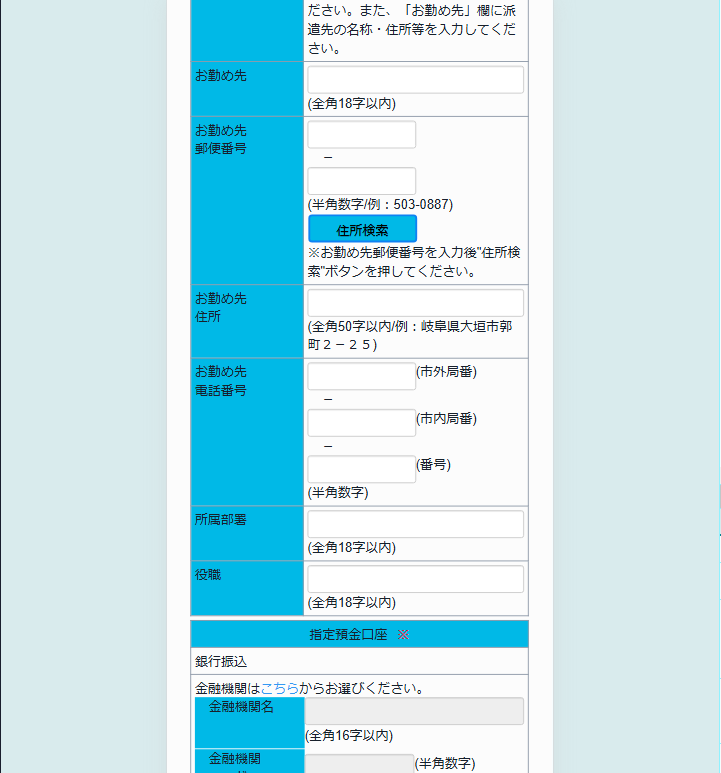 ださい。また、「お勤め先」欄に派
遣先の名称・住所等を入力してくだ
さい。
お勤め先
(全角18字以内)
お勤め先
郵便番号
－
(半角数字/例：503-0887)
住所検索
※お勤め先郵便番号を入力後"住所検
索"ボタンを押してください。
お勤め先
住所
(全角50字以内/例：岐阜県大垣市郭
町２－２５)
お勤め先
電話番号
(市外局番)
－
(市内局番)
－
(番号)
(半角数字)
所属部署
(全角18字以内)
役職
(全角18字以内)
指定預金口座 ※
銀行振込
金融機関はこちらからお選びください。
金融機関名
(全角16字以内)
金融機関
(半角数字)